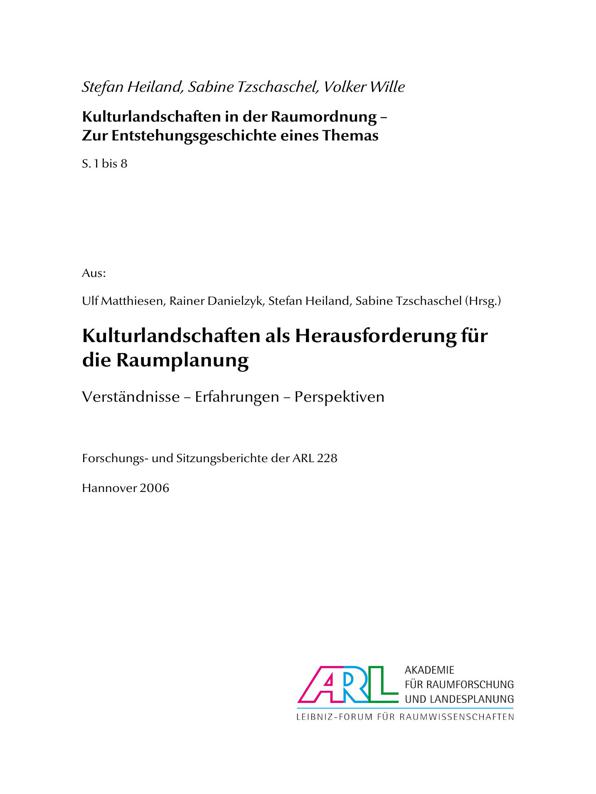 Stefan Heiland, Sabine Tzschaschel, Volker Wille
Kulturlandschaften in der Raumordnung –
Zur Entstehungsgeschichte eines Themas
S. 1 bis 8
Aus:
Ulf Matthiesen, Rainer Danielzyk, Stefan Heiland, Sabine Tzschaschel (Hrsg.)
Kulturlandschaften als Herausforderung für
die Raumplanung
Verständnisse – Erfahrungen – Perspektiven
Forschungs- und Sitzungsberichte der ARL 228
Hannover 2006
ARL
AKADEMIE
FÜR RAUMFORSCHUNG
UND LANDESPLANUNG
LEIBNIZ-FORUM FÜR RAUMWISSENSCHAFTEN